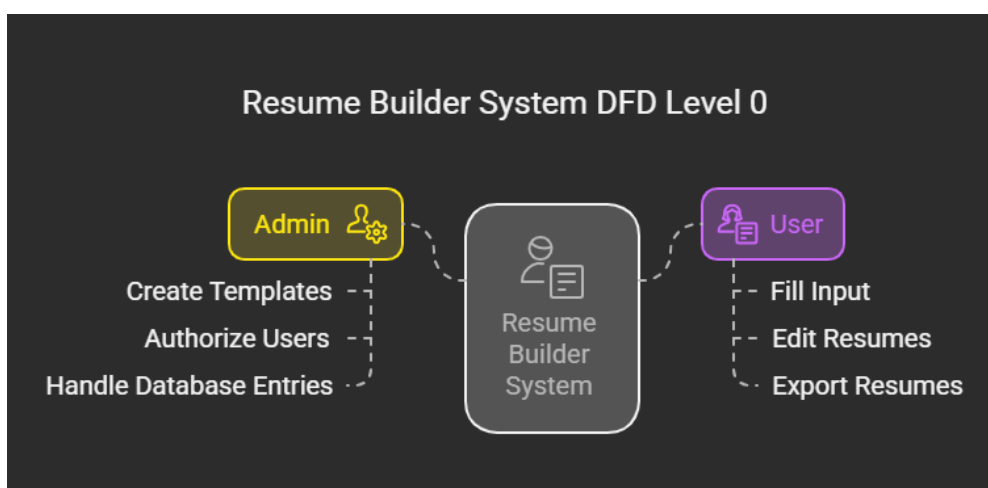 Resume Builder System DFD Level 0
Admin
Create Templates
Authorize Users
Handle Database Entries
Resume
Builder
System
User
Fill Input
Edit Resumes
Export Resumes